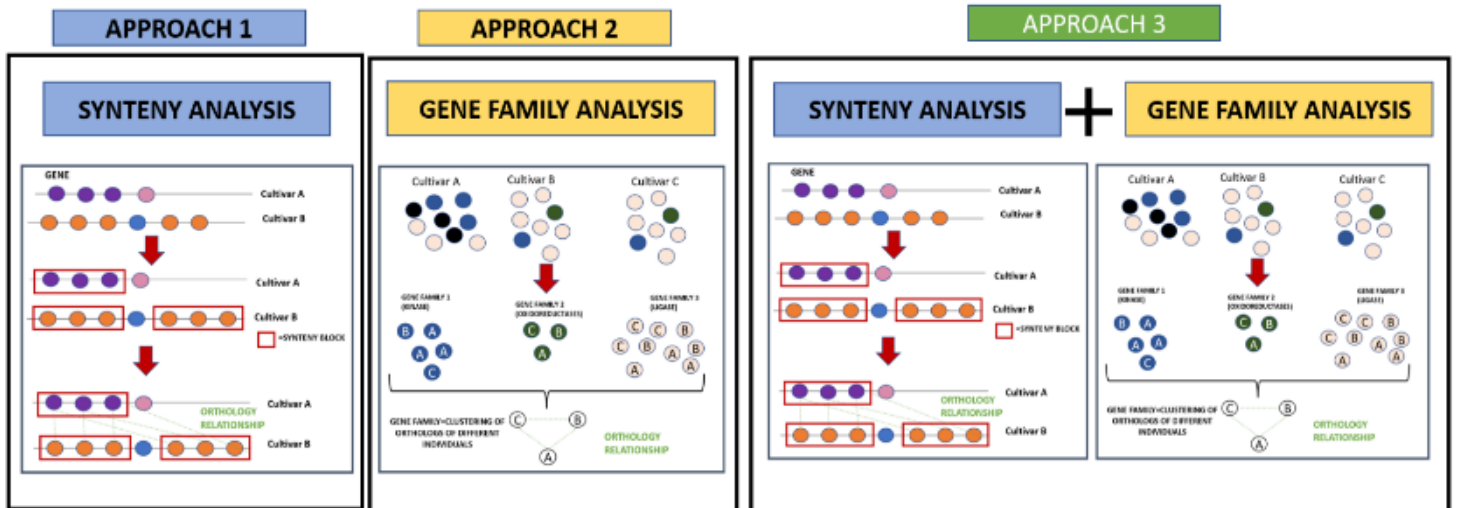 APPROACH 1
SYNTENY ANALYSIS
GENE
Cultivar A
Cultivar B
Cultivar A
Cultivar B
=SYNTENY BLOCK
ORTHOLOGY
RELATIONSHIP
Cultivar A
Cultivar B
APPROACH 2
GENE FAMILY ANALYSIS
Cultivar A
Cultivar B
Cultivar C
GENE FAMILY 1
(KINASE)
GENE FAMILY 2
(OXIDOREDUCTASES)
GENE FAMILY 3
(LIGASE)
B A
A A
C
C B
A
C C B
C B A B
A A
GENE FAMILY=CLUSTERING OF
ORTHOLOGS OF DIFFERENT
INDIVIDUALS
C B
A
ORTHOLOGY
RELATIONSHIP
APPROACH 3
SYNTENY ANALYSIS + GENE FAMILY ANALYSIS
GENE
Cultivar A
Cultivar B
Cultivar A
Cultivar B
=SYNTENY BLOCK
ORTHOLOGY
RELATIONSHIP
Cultivar A
Cultivar B
Cultivar A
Cultivar B
Cultivar C
GENE FAMILY 1
(KINASE)
GENE FAMILY 2
(OXIDOREDUCTASES)
GENE FAMILY 3
(LIGASE)
B A
A A
C
C B
A
C C B
C B A B
A A
GENE FAMILY=CLUSTERING OF
ORTHOLOGS OF DIFFERENT
INDIVIDUALS
C B
A
ORTHOLOGY
RELATIONSHIP